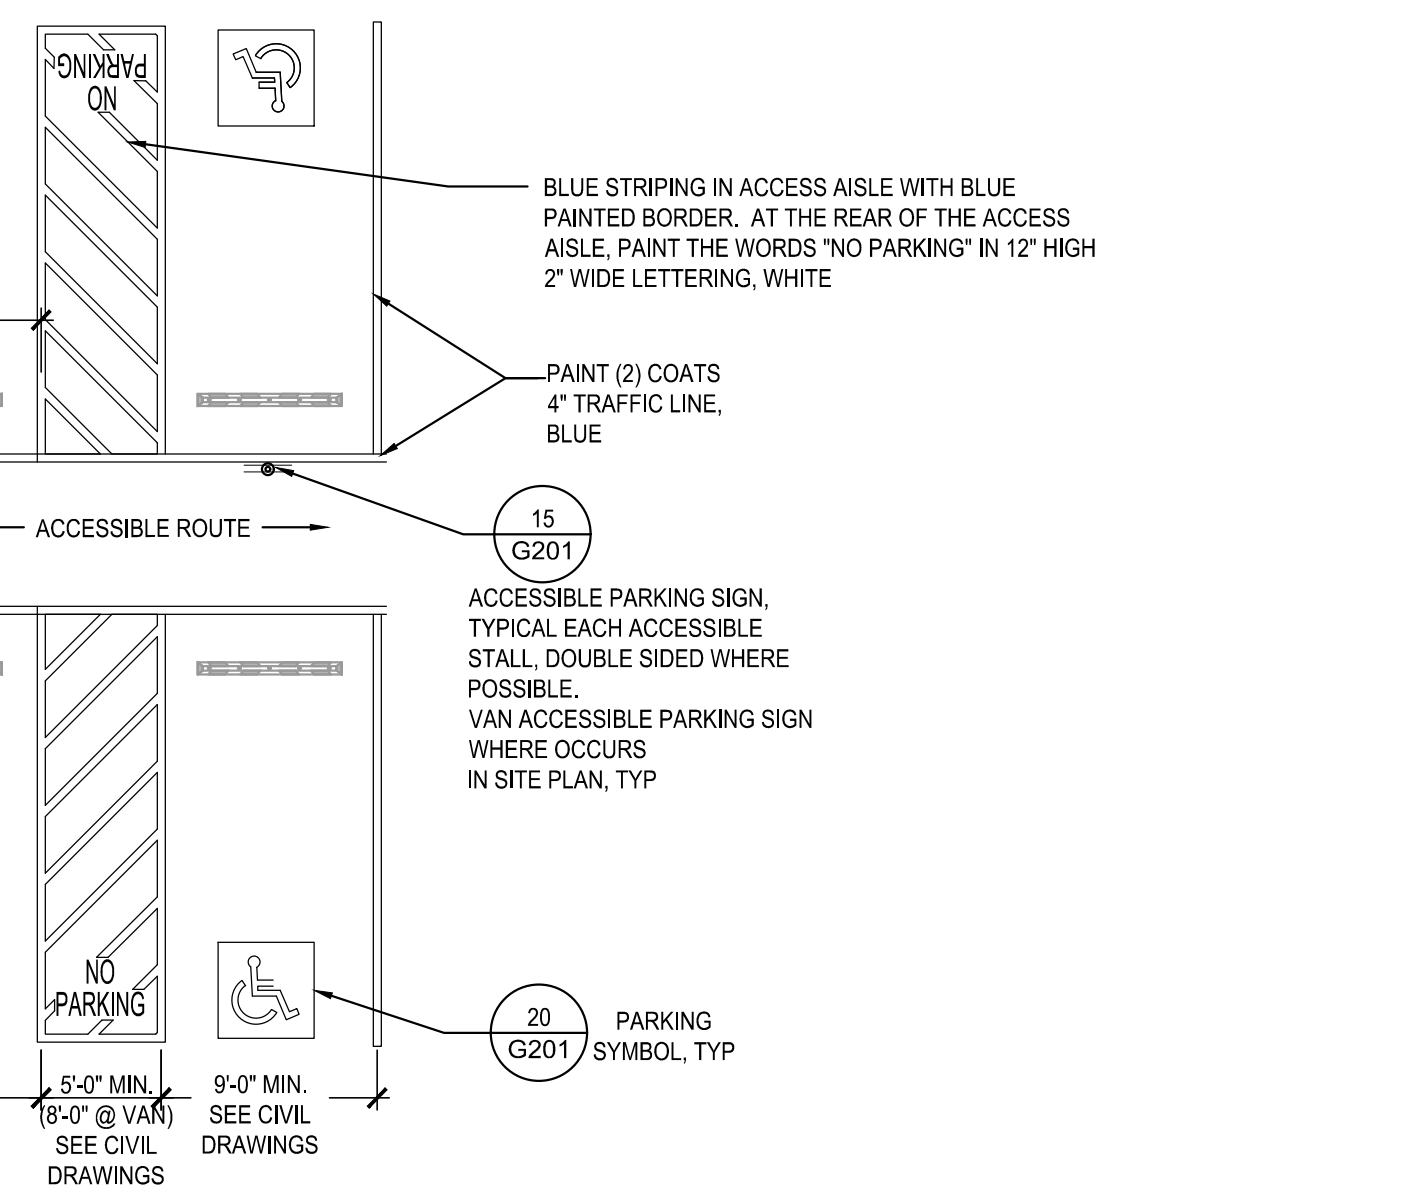 PARKING
NO
BLUE STRIPING IN ACCESS AISLE WITH BLUE
PAINTED BORDER. AT THE REAR OF THE ACCESS
AISLE, PAINT THE WORDS "NO PARKING" IN 12" HIGH
2" WIDE LETTERING, WHITE
PAINT (2) COATS
4" TRAFFIC LINE,
BLUE
ACCESSIBLE ROUTE
15
G201
ACCESSIBLE PARKING SIGN,
TYPICAL EACH ACCESSIBLE
STALL, DOUBLE SIDED WHERE
POSSIBLE.
VAN ACCESSIBLE PARKING SIGN
WHERE OCCURS
IN SITE PLAN, TYP
NO
PARKING
20
G201
PARKING
SYMBOL, TYP
5'-0" MIN.
(8'-0" @ VAN)
SEE CIVIL
DRAWINGS
9'-0" MIN.
SEE CIVIL
DRAWINGS